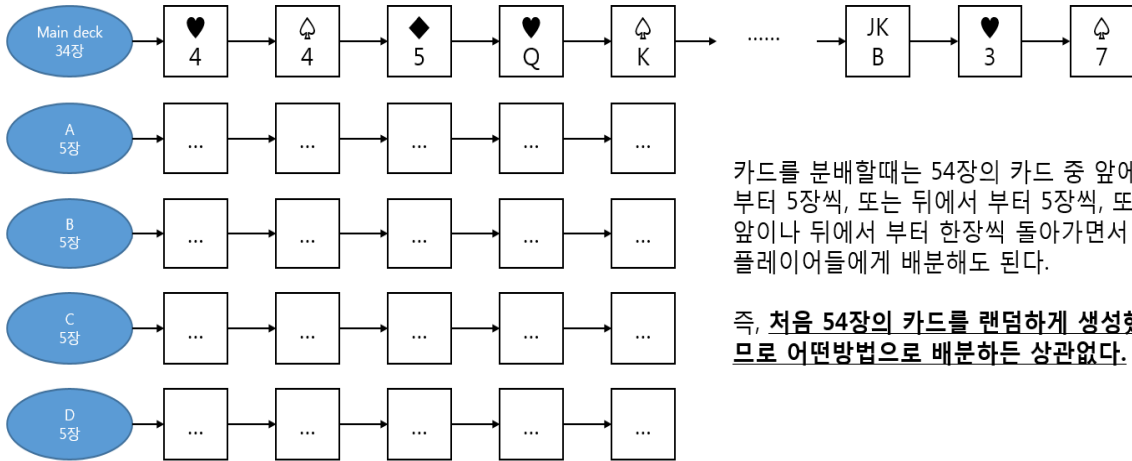 Main deck
34장
♥
4
♤
4
♦
5
♥
Q
♤
K
......
JK
B
♥
3
♤
7
A
5장
...
...
...
...
...
B
5장
...
...
...
...
...
C
5장
...
...
...
...
...
D
5장
...
...
...
...
...
카드를 분배할때는 54장의 카드 중 앞에
부터 5장씩, 또는 뒤에서 부터 5장씩, 또
앞이나 뒤에서 부터 한장씩 돌아가면서
플레이어들에게 배분해도 된다.
즉, 처음 54장의 카드를 랜덤하게 생성
므로 어떤방법으로 배분하든 상관없다.